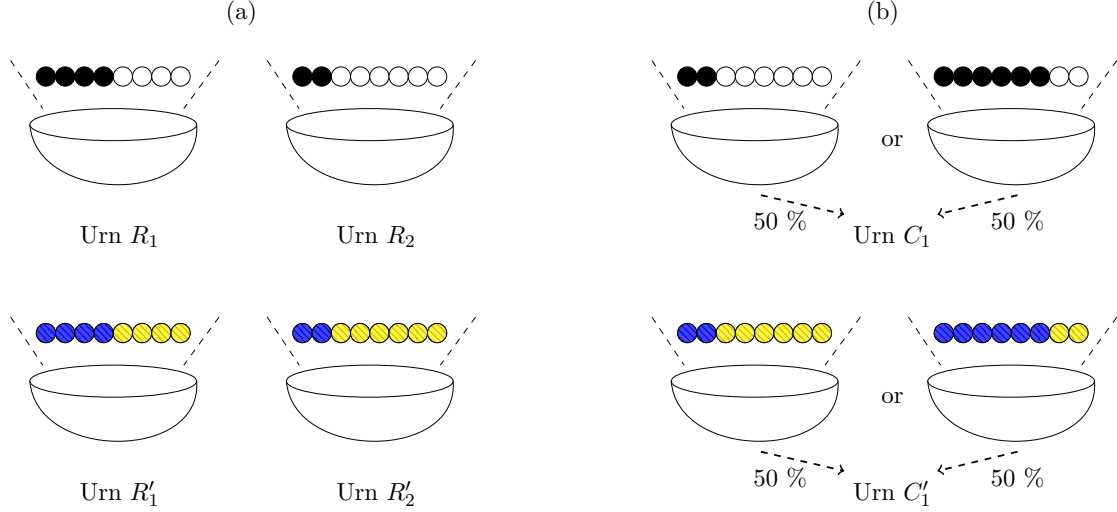 (a)
(b)
Urn R₁
Urn R₂
or
50 %
50 %
Urn C₁
Urn R′₁
Urn R′₂
or
50 %
50 %
Urn C′₁